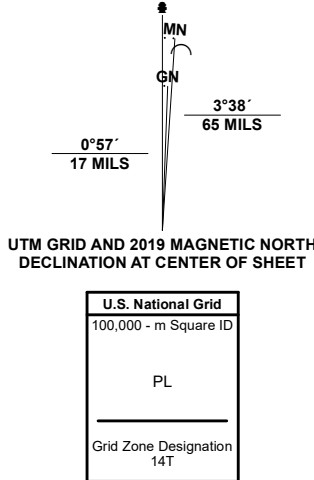 MN
GN
3°38´
65 MILS
0°57´
17 MILS
UTM GRID AND 2019 MAGNETIC NORTH
DECLINATION AT CENTER OF SHEET
U.S. National Grid
100,000 - m Square ID
PL
Grid Zone Designation
14T